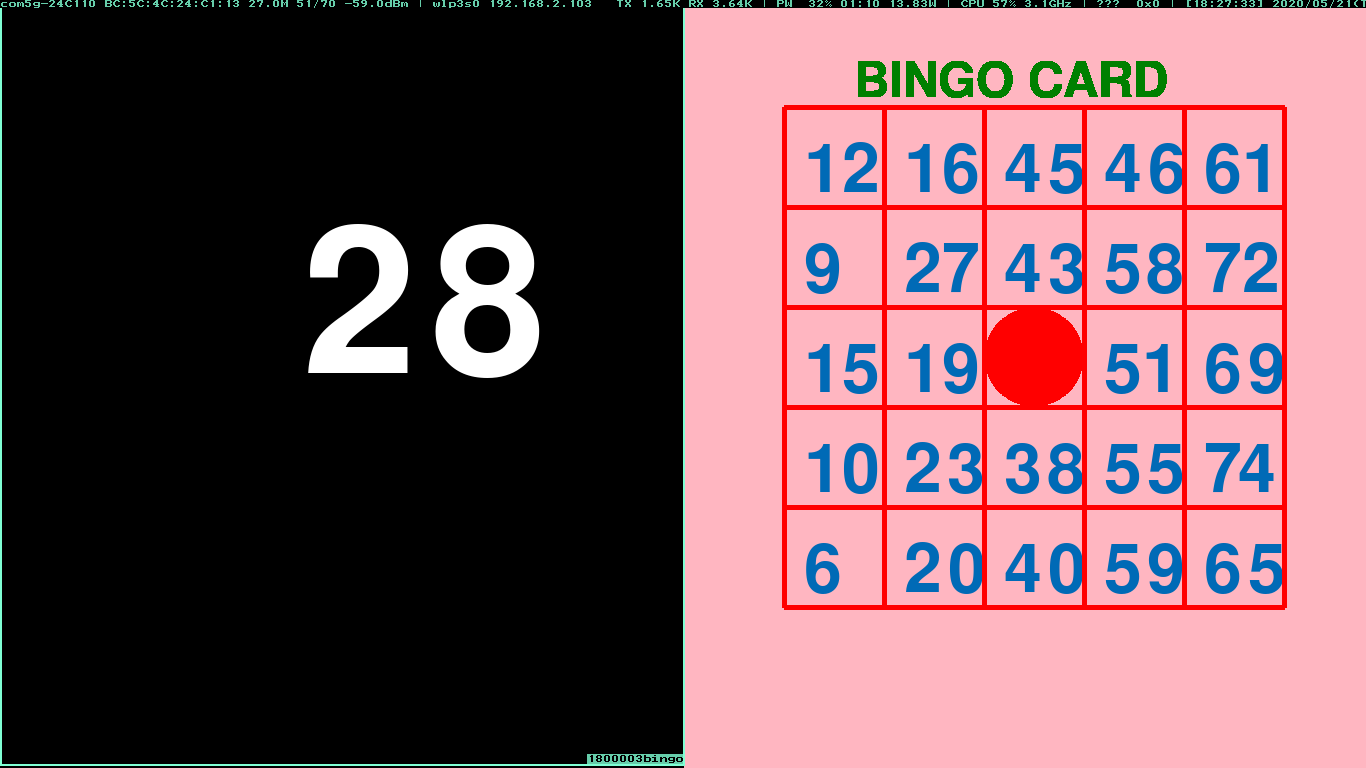 com5g-24C110 BC:5C:4C:24:C1:13 27.0M 51/70 -59.0dBm | wlp3s0 192.168.2.103 TX 1.65K RX 3.64K | PW 32% 01:10 13.83W | CPU 57% 3.1GHz | ??? 0x0 | [18:27:33] 2020/05/21(T
28
1800003bingo
BINGO CARD
12 16 45 46 61
9 27 43 58 72
15 19 51 69
10 23 38 55 74
6 20 40 59 65